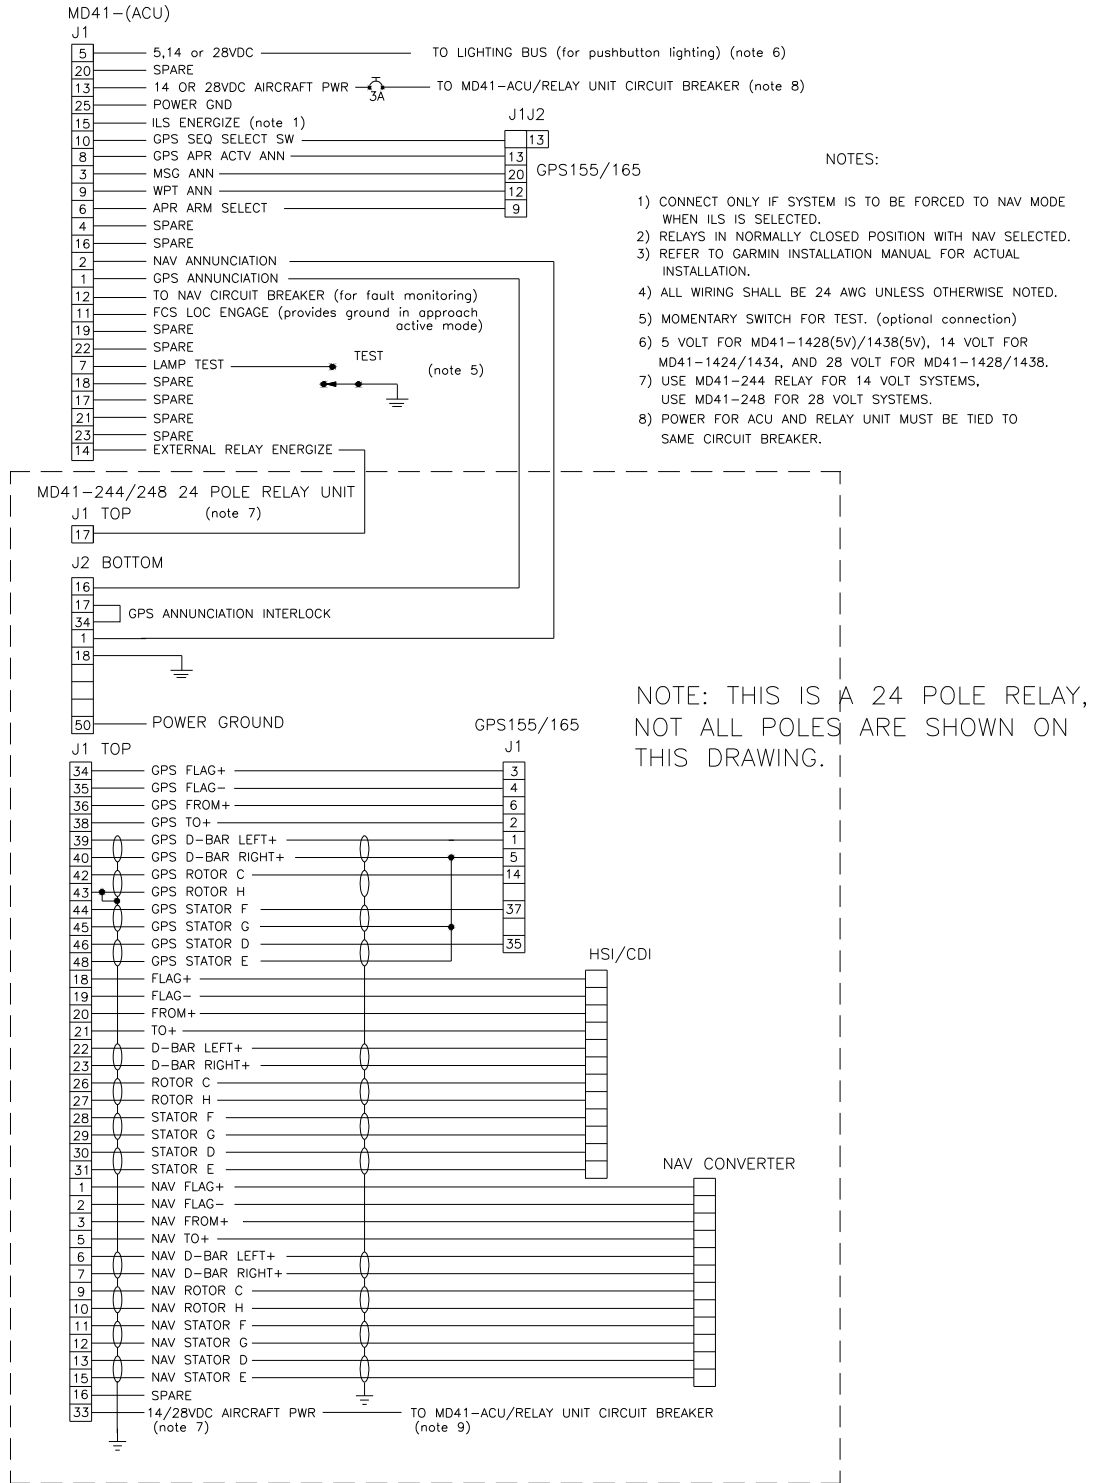 MD41-(ACU)
J1
5 5,14 or 28VDC TO LIGHTING BUS (for pushbutton lighting) (note 6)
20 SPARE
13 14 OR 28VDC AIRCRAFT PWR 3A TO MD41-ACU/RELAY UNIT CIRCUIT BREAKER (note 8)
25 POWER GND
J1 J2
15 ILS ENERGIZE (note 1)
10 GPS SEQ SELECT SW 13
8 GPS APR ACTV ANN 13
3 MSG ANN 20
GPS155/165
9 WPT ANN 12
6 APR ARM SELECT 9
4 SPARE
16 SPARE
2 NAV ANNUNCIATION
1 GPS ANNUNCIATION
12 TO NAV CIRCUIT BREAKER (for fault monitoring)
11 FCS LOC ENGAGE (provides ground in approach
active mode)
19 SPARE
22 SPARE
7 LAMP TEST TEST (note 5)
18 SPARE
17 SPARE
21 SPARE
23 SPARE
14 EXTERNAL RELAY ENERGIZE
NOTES:
1) CONNECT ONLY IF SYSTEM IS TO BE FORCED TO NAV MODE
WHEN ILS IS SELECTED.
2) RELAYS IN NORMALLY CLOSED POSITION WITH NAV SELECTED.
3) REFER TO GARMIN INSTALLATION MANUAL FOR ACTUAL
INSTALLATION.
4) ALL WIRING SHALL BE 24 AWG UNLESS OTHERWISE NOTED.
5) MOMENTARY SWITCH FOR TEST. (optional connection)
6) 5 VOLT FOR MD41-1428(5V)/1438(5V), 14 VOLT FOR
MD41-1424/1434, AND 28 VOLT FOR MD41-1428/1438.
7) USE MD41-244 RELAY FOR 14 VOLT SYSTEMS,
USE MD41-248 FOR 28 VOLT SYSTEMS.
8) POWER FOR ACU AND RELAY UNIT MUST BE TIED TO
SAME CIRCUIT BREAKER.
MD41-244/248 24 POLE RELAY UNIT
J1 TOP (note 7)
17
J2 BOTTOM
16
17
GPS ANNUNCIATION INTERLOCK
34
1
18
50 POWER GROUND
NOTE: THIS IS A 24 POLE RELAY,
NOT ALL POLES ARE SHOWN ON
THIS DRAWING.
GPS155/165
J1 TOP J1
34 GPS FLAG+ 3
35 GPS FLAG- 4
36 GPS FROM+ 6
38 GPS TO+ 2
39 GPS D-BAR LEFT+ 1
40 GPS D-BAR RIGHT+ 5
42 GPS ROTOR C 14
43 GPS ROTOR H
44 GPS STATOR F 37
45 GPS STATOR G
46 GPS STATOR D 35
48 GPS STATOR E
HSI/CDI
18 FLAG+
19 FLAG-
20 FROM+
21 TO+
22 D-BAR LEFT+
23 D-BAR RIGHT+
26 ROTOR C
27 ROTOR H
28 STATOR F
29 STATOR G
30 STATOR D
31 STATOR E
NAV CONVERTER
1 NAV FLAG+
2 NAV FLAG-
3 NAV FROM+
5 NAV TO+
6 NAV D-BAR LEFT+
7 NAV D-BAR RIGHT+
9 NAV ROTOR C
10 NAV ROTOR H
11 NAV STATOR F
12 NAV STATOR G
13 NAV STATOR D
15 NAV STATOR E
16 SPARE
33 14/28VDC AIRCRAFT PWR TO MD41-ACU/RELAY UNIT CIRCUIT BREAKER
(note 7) (note 9)